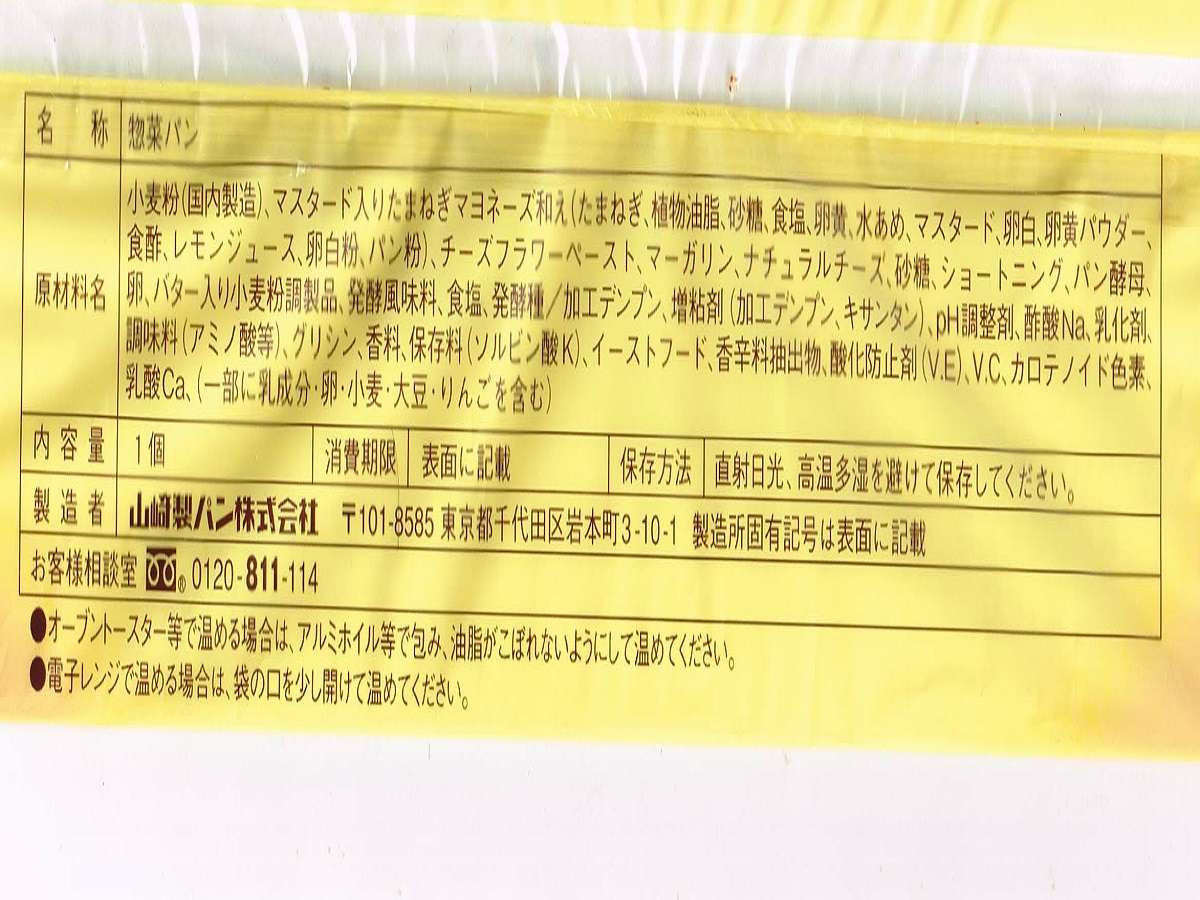 名 称 惣菜パン
原材料名 小麦粉(国内製造)、マスタード入りたまねぎマヨネーズ和え(たまねぎ、植物油脂、砂糖、食塩、卵黄、水あめ、マスタード、卵白、卵黄パウダー、
食酢、レモンジュース、卵白粉、パン粉)、チーズフラワーペースト、マーガリン、ナチュラルチーズ、砂糖、ショートニング、パン酵母、
卵、バター入り小麦粉調製品、発酵風味料、食塩、発酵種/加工デンプン、増粘剤(加工デンプン、キサンタン)、pH調整剤、酢酸Na、乳化剤、
調味料(アミノ酸等)、グリシン、香料、保存料(ソルビン酸K)、イーストフード、香辛料抽出物、酸化防止剤(V.E)、V.C、カロテノイド色素、
乳酸Ca、(一部に乳成分・卵・小麦・大豆・りんごを含む)
内容量 1個 消費期限 表面に記載 保存方法 直射日光、高温多湿を避けて保存してください。
製造者 山崎製パン株式会社 〒101-8585 東京都千代田区岩本町3-10-1 製造所固有記号は表面に記載
お客様相談室 ® 0120-811-114
●オーブントースター等で温める場合は、アルミホイル等で包み、油脂がこぼれないようにして温めてください。
●電子レンジで温める場合は、袋の口を少し開けて温めてください。